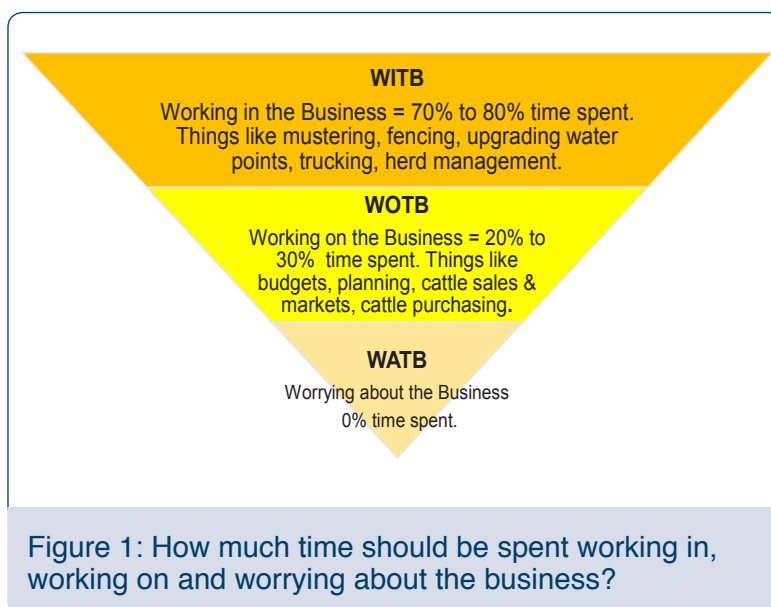 WITB
Working in the Business = 70% to 80% time spent.
Things like mustering, fencing, upgrading water
points, trucking, herd management.
WOTB
Working on the Business = 20% to
30% time spent. Things like
budgets, planning, cattle sales &
markets, cattle purchasing.
WATB
Worrying about the Business
0% time spent.
Figure 1: How much time should be spent working in,
working on and worrying about the business?